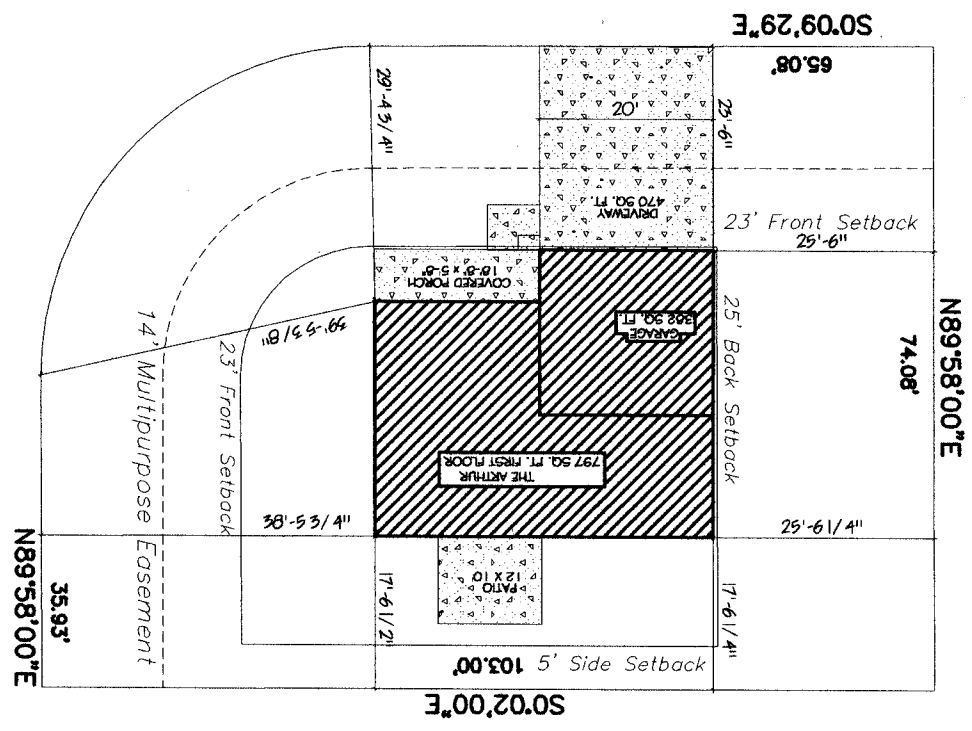 S0°09'29"E
65.08'
29'-4 3/4"
20'
23'-6"
DRIVEWAY
470 SQ. FT.
23' Front Setback
25'-6"
COVERED PORCH
18'-8" x 5'-8"
GARAGE
382 SQ. FT.
25' Back Setback
74.08'
N89°58'00"E
39'-5 3/8"
14' Multipurpose Easement
23' Front Setback
THE ARTHUR
797 SQ. FT. FIRST FLOOR
38'-5 3/4"
25'-6 1/4"
N89°58'00"E
35.93'
PATIO
12 X 10'
17'-6 1/2"
17'-6 1/4"
103.00'
5' Side Setback
S0°02'00"E